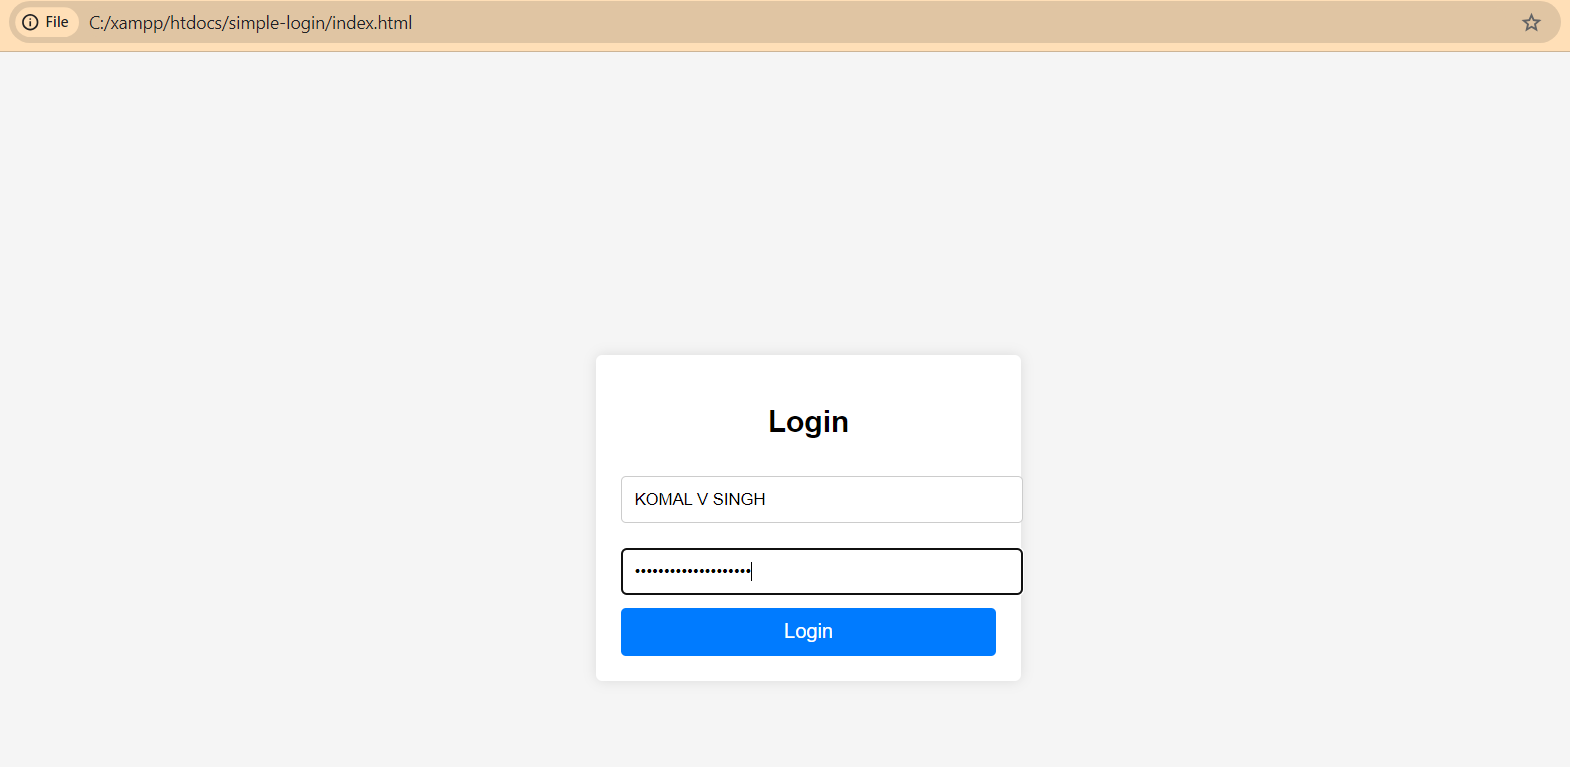 File C:/xampp/htdocs/simple-login/index.html
Login
KOMAL V SINGH
••••••••••••••••••••
Login